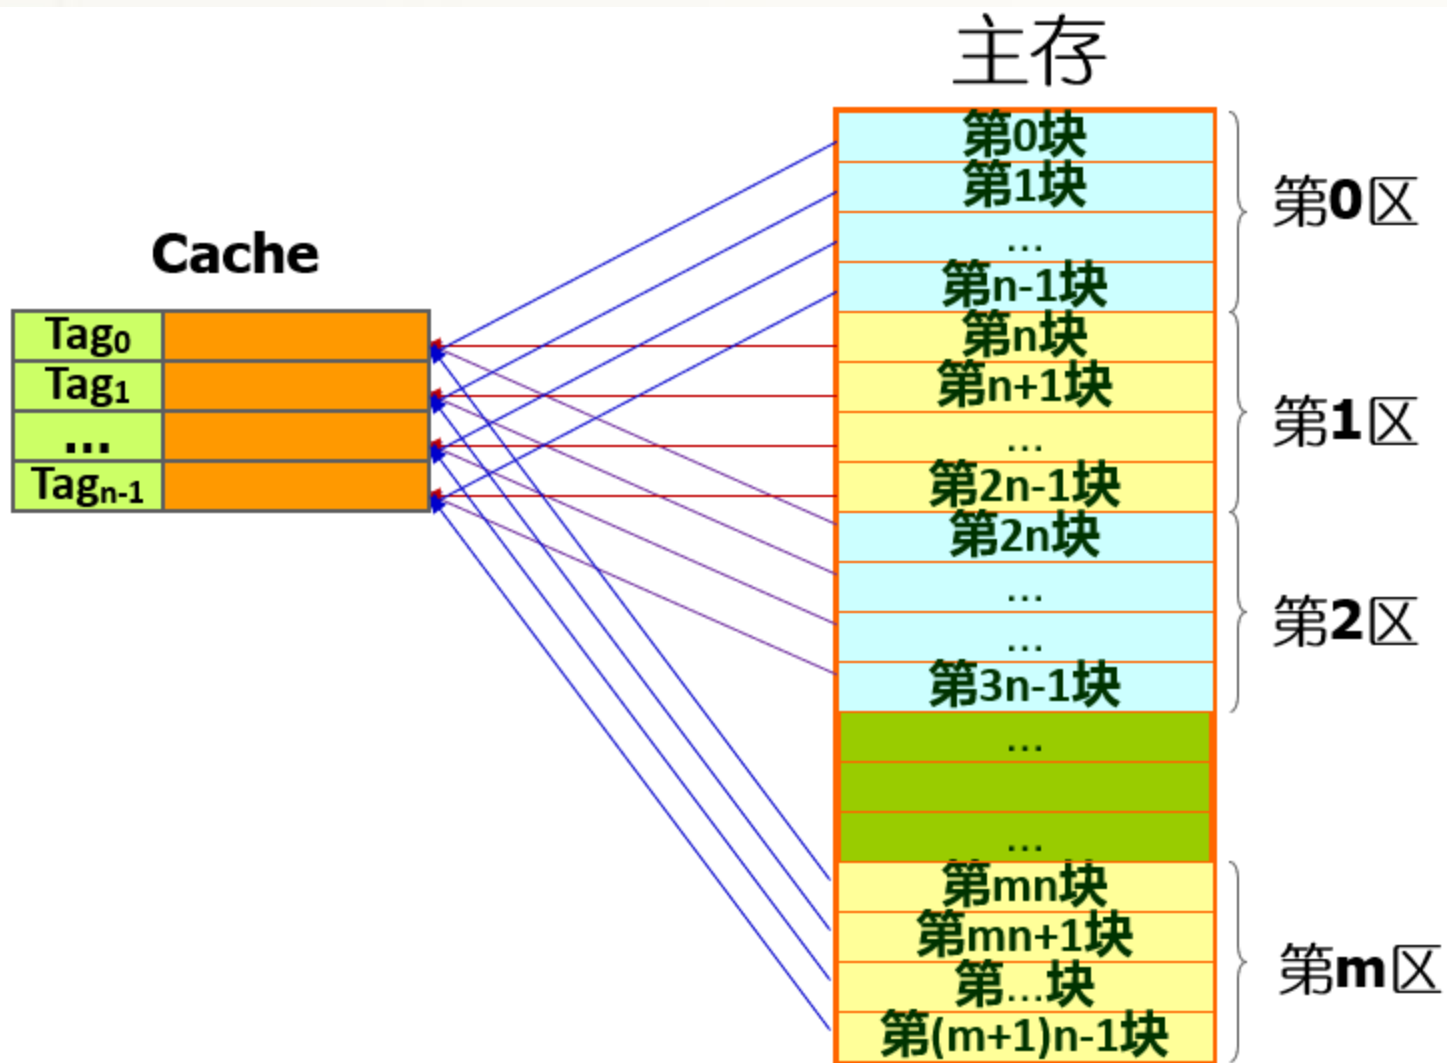 主存
第0块
第1块
...
第n-1块
第n块
第n+1块
...
第2n-1块
第2n块
...
...
第3n-1块
...
...
第mn块
第mn+1块
第...块
第(m+1)n-1块
第0区
第1区
第2区
第m区
Cache
Tag0
Tag1
...
Tagn-1